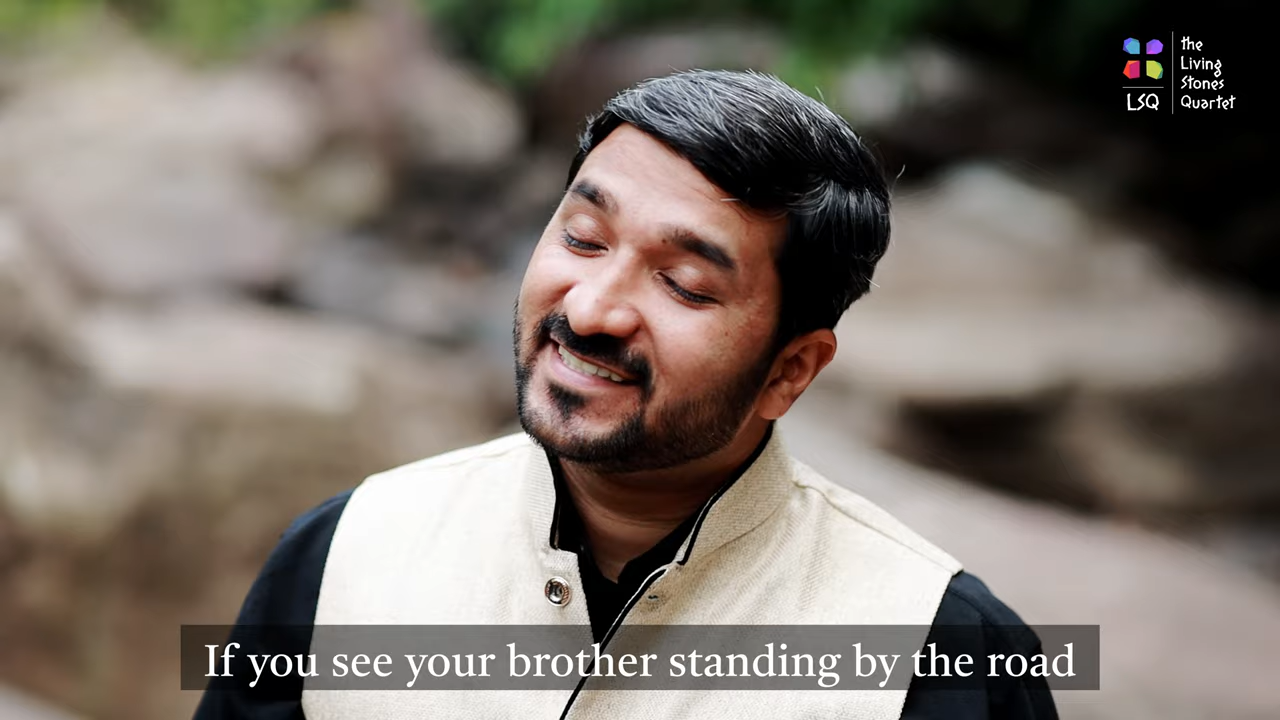 the
Living
Stones
Quartet
LSQ
If you see your brother standing by the road